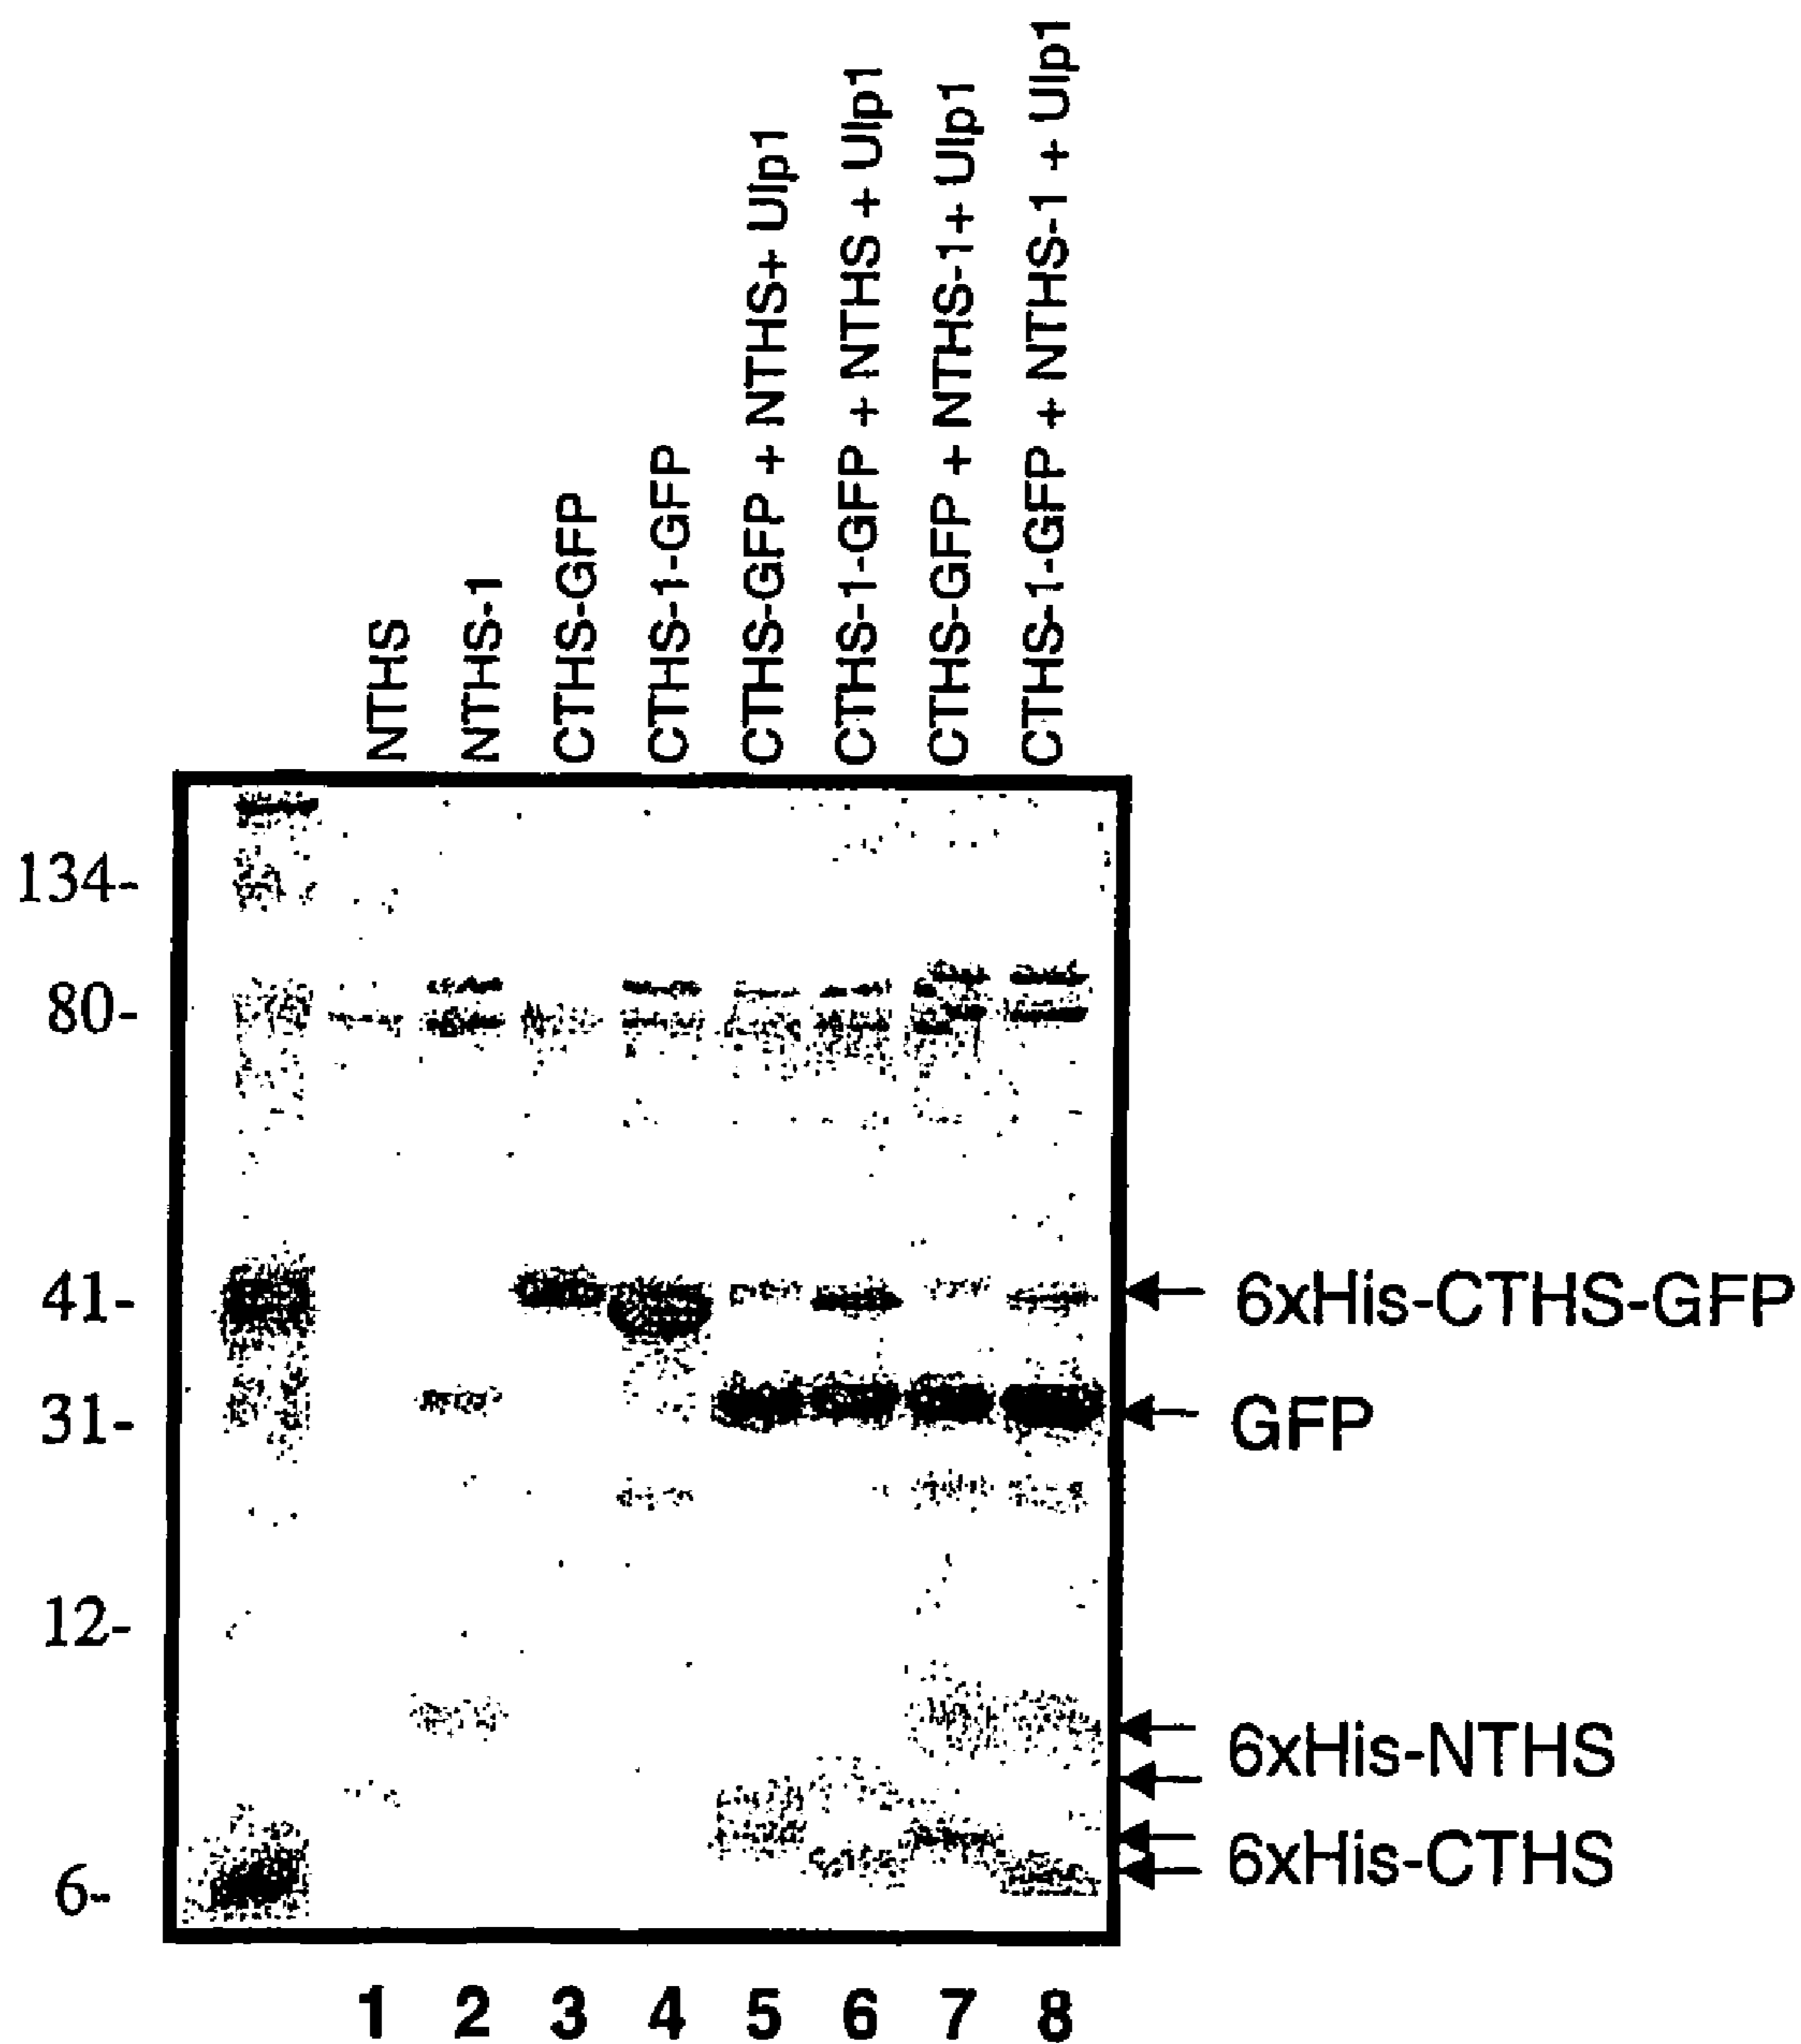 NTHS
NTHS-1
CTHS-GFP
CTHS-1-GFP
CTHS-GFP + NTHS+ Ulp1
CTHS-1-GFP + NTHS + Ulp1
CTHS-GFP + NTHS-1+ Ulp1
CTHS-1-GFP + NTHS-1 + Ulp1
134-
80-
41-
31-
12-
6-
6xHis-CTHS-GFP
GFP
6xHis-NTHS
6xHis-CTHS
1 2 3 4 5 6 7 8